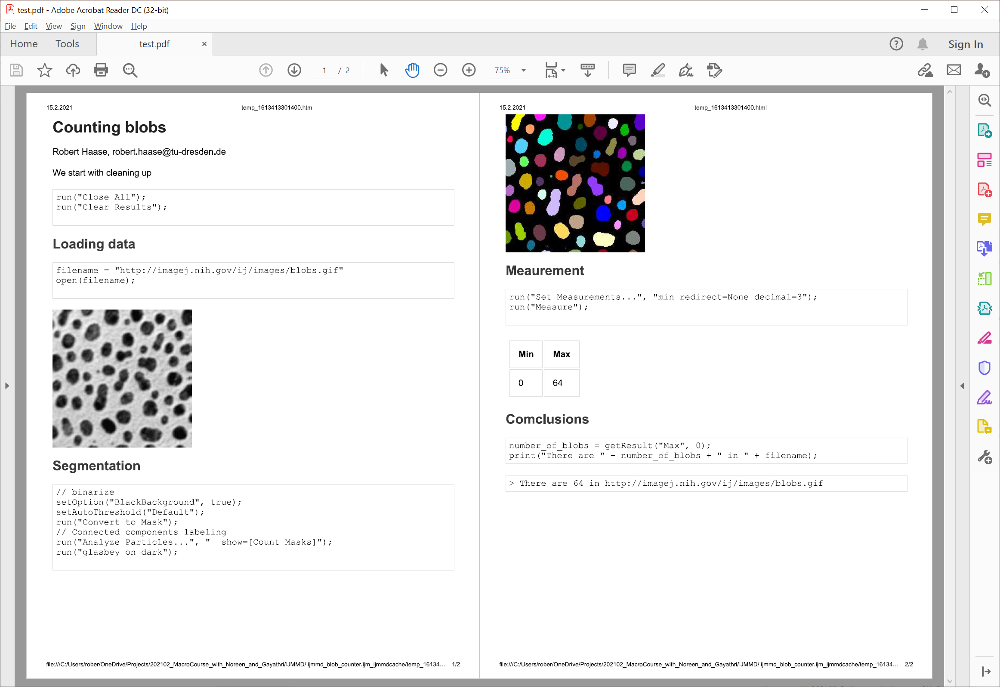 test.pdf - Adobe Acrobat Reader DC (32-bit)
File Edit View Sign Window Help
Home Tools test.pdf × Sign In
1 / 2 75%
15.2.2021 temp_1613413301400.html
Counting blobs
Robert Haase, robert.haase@tu-dresden.de
We start with cleaning up
run("Close All");
run("Clear Results");
Loading data
filename = "http://imagej.nih.gov/ij/images/blobs.gif"
open(filename);
Segmentation
// binarize
setOption("BlackBackground", true);
setAutoThreshold("Default");
run("Convert to Mask");
// Connected components labeling
run("Analyze Particles...", "  show=[Count Masks]");
run("glasbey on dark");
file:///C:/Users/rober/OneDrive/Projects/202102_MacroCourse_with_Noreen_and_Gayathri/IJMMD/.ijmmd_blob_counter.ijm_ijmmdcache/temp_16134… 1/2
15.2.2021 temp_1613413301400.html
Meaurement
run("Set Measurements...", "min redirect=None decimal=3");
run("Measure");
Min Max
0 64
Comclusions
number_of_blobs = getResult("Max", 0);
print("There are " + number_of_blobs + " in " + filename);
> There are 64 in http://imagej.nih.gov/ij/images/blobs.gif
file:///C:/Users/rober/OneDrive/Projects/202102_MacroCourse_with_Noreen_and_Gayathri/IJMMD/.ijmmd_blob_counter.ijm_ijmmdcache/temp_16134… 2/2